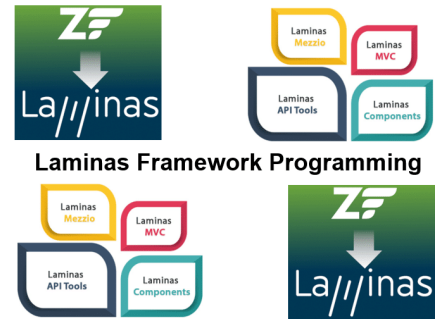 ZF
Laminas
Laminas
Mezzio
Laminas
MVC
Laminas
API Tools
Laminas
Components
Laminas Framework Programming
Laminas
Mezzio
Laminas
MVC
Laminas
API Tools
Laminas
Components
ZF
Laminas